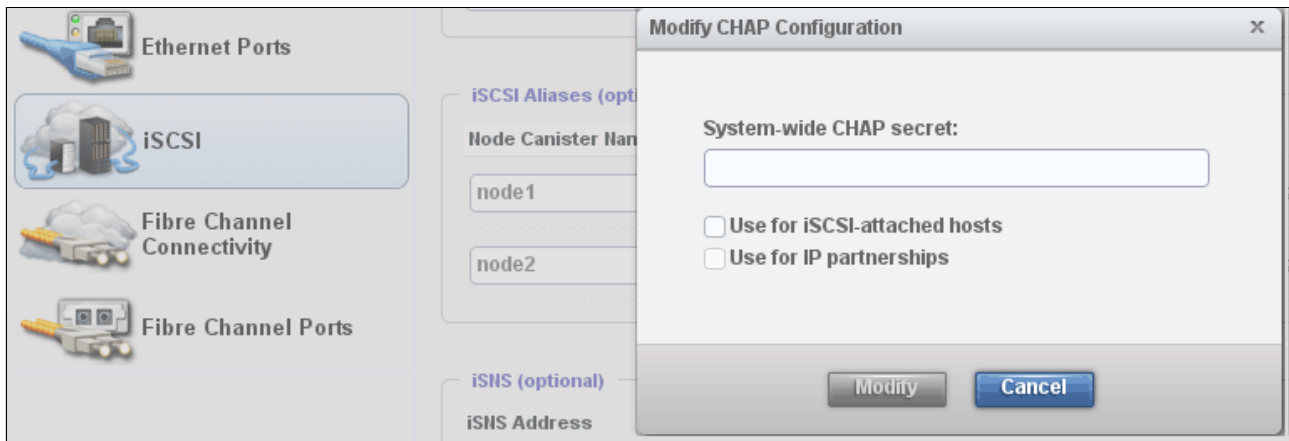 Ethernet Ports
iSCSI
Fibre Channel
Connectivity
Fibre Channel Ports
iSCSI Aliases (opti
Node Canister Nan
node1
node2
iSNS (optional)
iSNS Address
Modify CHAP Configuration
x
System-wide CHAP secret:
Use for iSCSI-attached hosts
Use for IP partnerships
Modify
Cancel